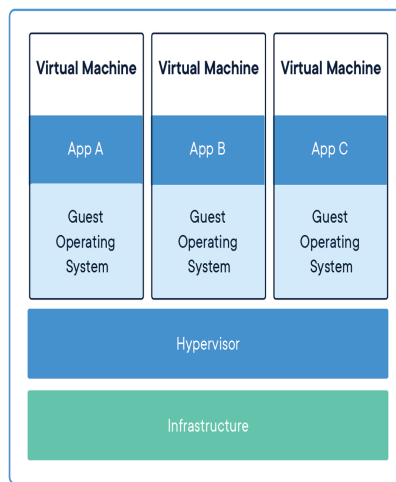 Virtual Machine
Virtual Machine
Virtual Machine
App A
App B
App C
Guest
Operating
System
Guest
Operating
System
Guest
Operating
System
Hypervisor
Infrastructure